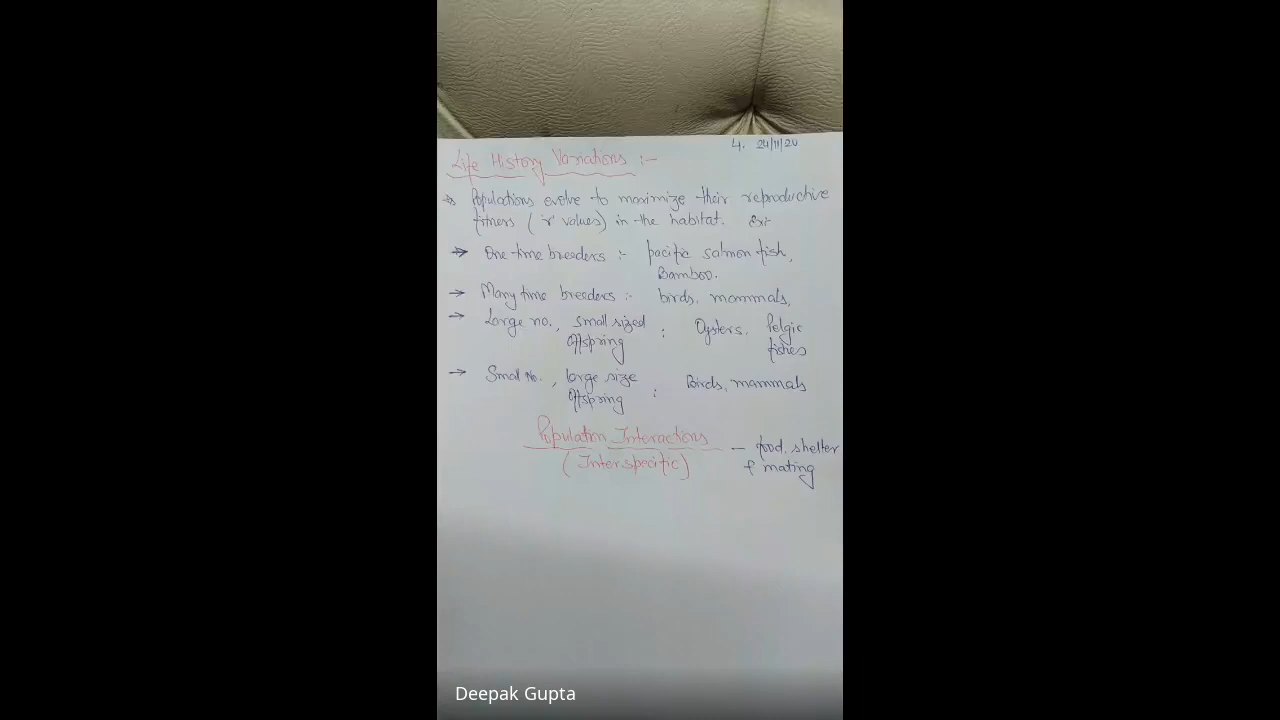 4. 24/11/20
Life History Variations :-
Populations evolve to maximize their reproductive
fitness ('r' values) in the habitat. Ex:-
One time breeders :- pacific salmon fish,
Bamboo.
Many time breeders :- birds, mammals,
Large no., small sized offspring : Oysters. Pelgic fishes
Small No., large size offspring : Birds, mammals
Population Interactions — food, shelter
(Interspecific) & mating
Deepak Gupta